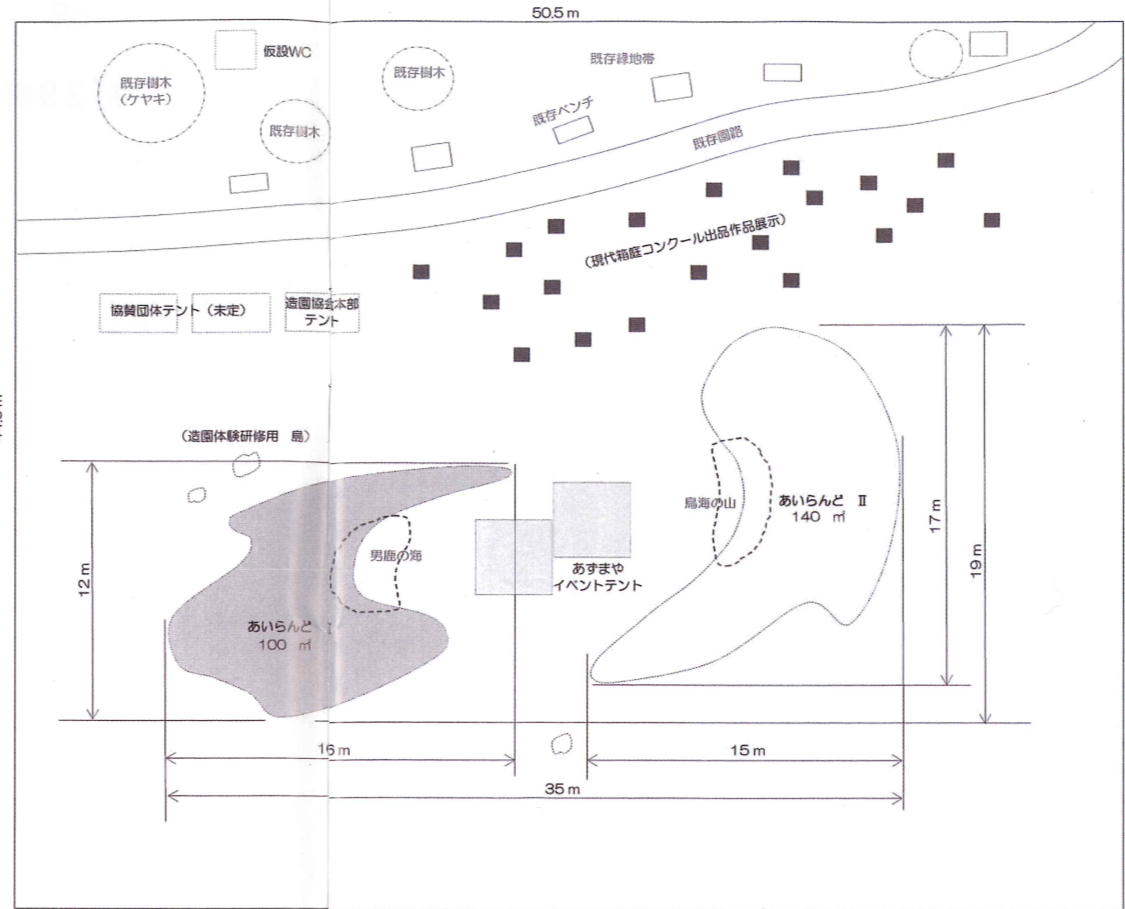 50.5 m
仮設WC
既存樹木
(ケヤキ)
既存樹木
既存樹木
既存緑地帯
既存ベンチ
既存園路
(現代箱庭コンクール出品作品展示)
協賛団体テント(未定)
造園協会本部
テント
(造園体験研修用 島)
鳥海の山
あいらんど Ⅱ
140 ㎡
17 m
19 m
男鹿の海
あずまや
イベントテント
12 m
あいらんど Ⅰ
100 ㎡
16 m
15 m
35 m